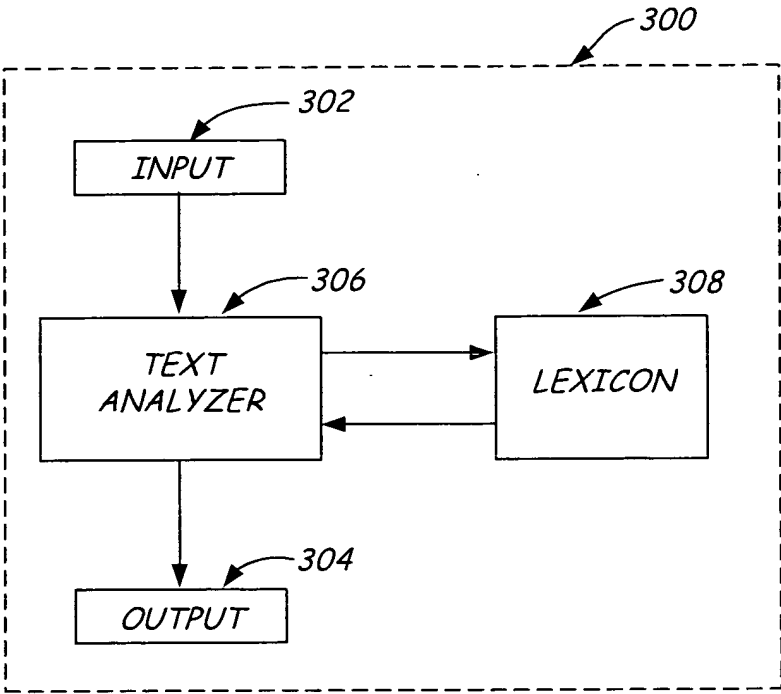 300
302
INPUT
306
308
TEXT
ANALYZER
LEXICON
304
OUTPUT